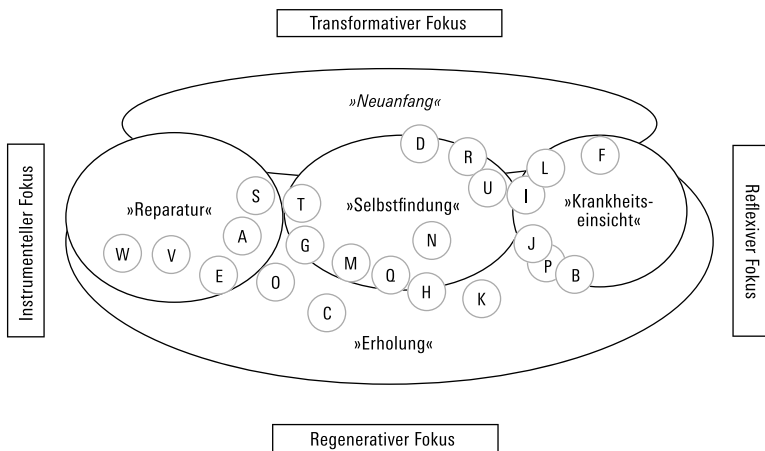 Transformativer Fokus
»Neuanfang«
D
R
L
F
U
I
S
T
»Reparatur«
»Selbstfindung«
»Krankheits-
einsicht«
Instrumenteller Fokus
Reflexiver Fokus
A
G
N
J
W
V
M
P
E
O
Q
B
H
K
C
»Erholung«
Regenerativer Fokus